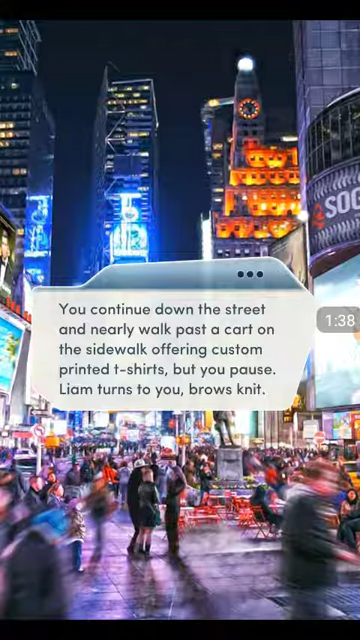 SOC
You continue down the street
and nearly walk past a cart on
the sidewalk offering custom
printed t-shirts, but you pause.
Liam turns to you, brows knit.
1:38